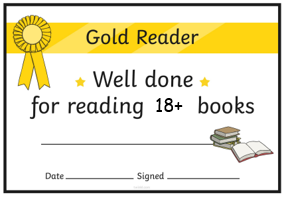 Gold Reader
Well done
for reading 18+ books
Date Signed